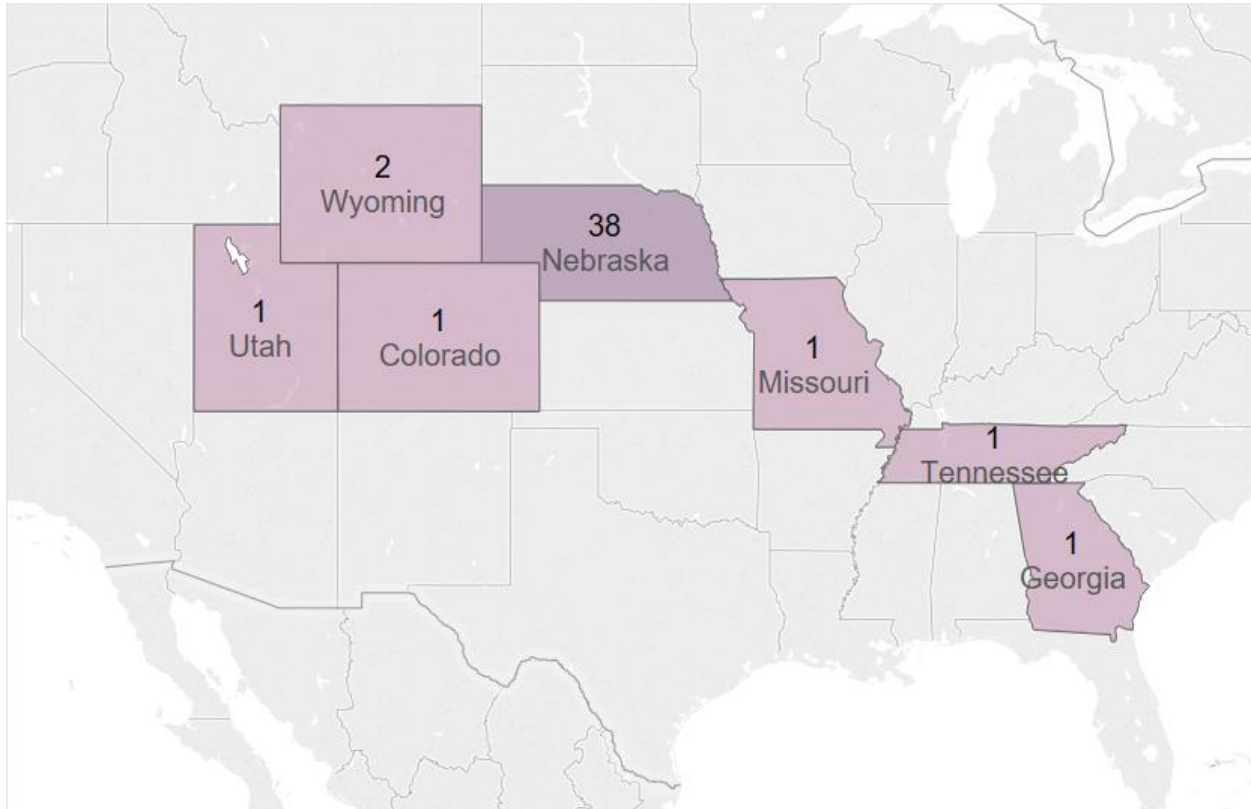 2
Wyoming
38
Nebraska
1
Utah
1
Colorado
1
Missouri
1
Tennessee
1
Georgia